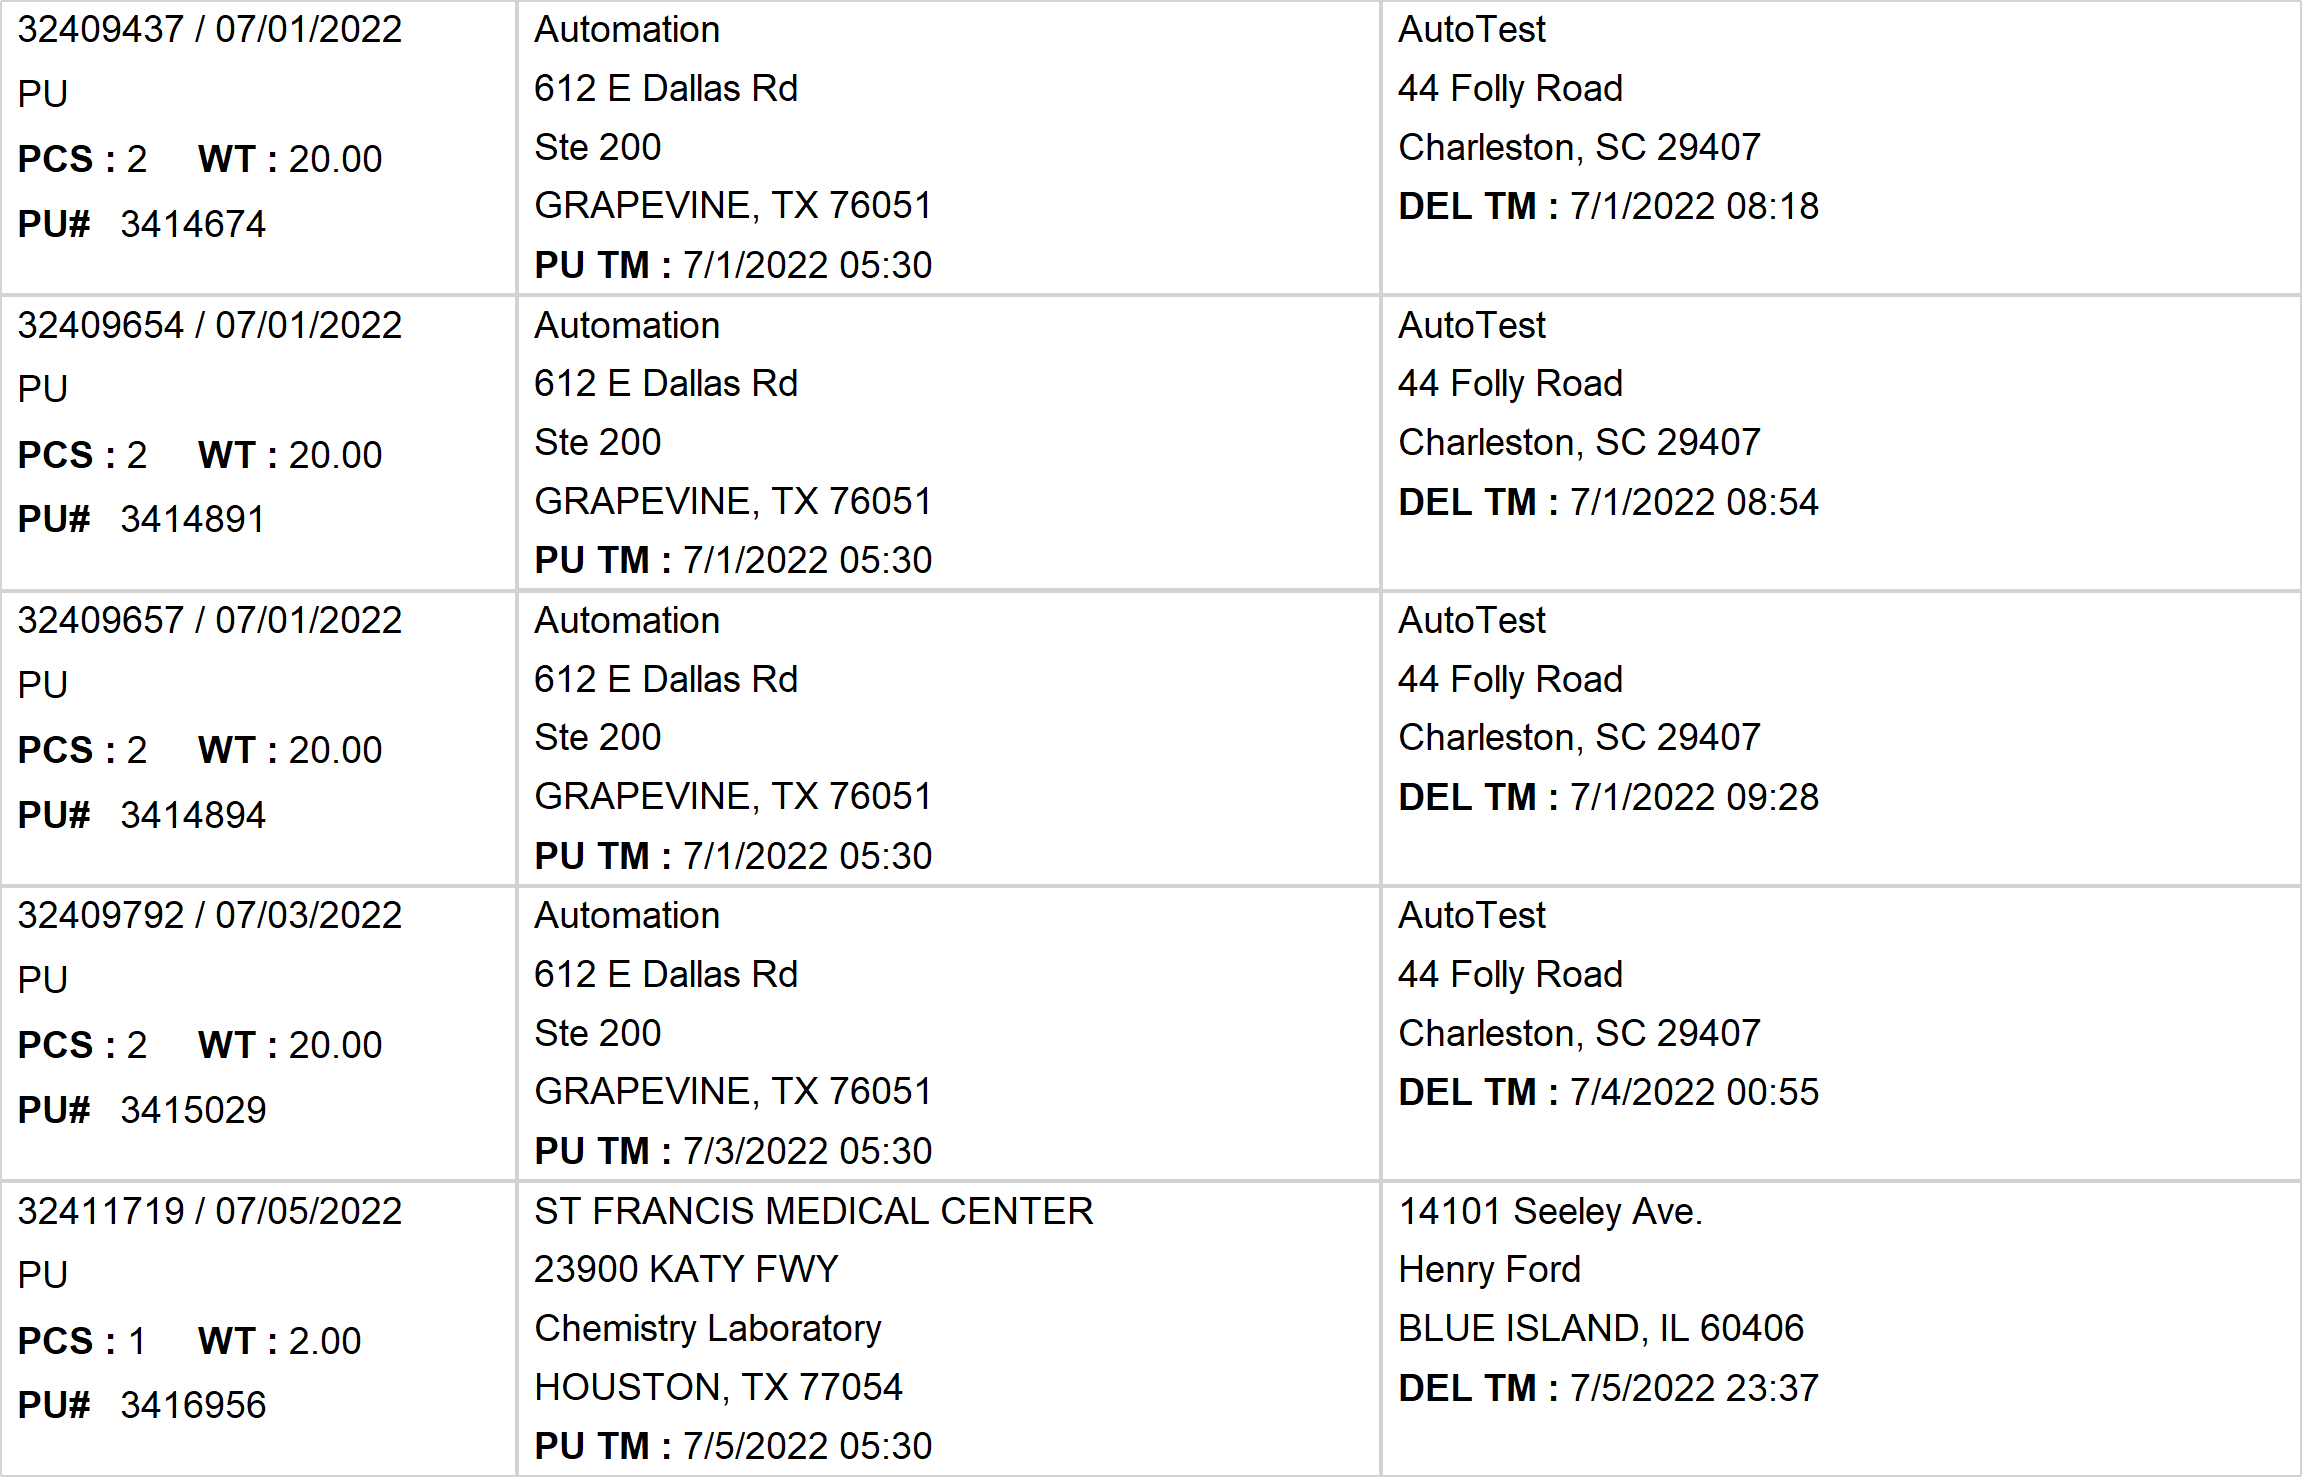 32409437 / 07/01/2022
PU
PCS : 2 WT : 20.00
PU# 3414674
Automation
612 E Dallas Rd
Ste 200
GRAPEVINE, TX 76051
PU TM : 7/1/2022 05:30
AutoTest
44 Folly Road
Charleston, SC 29407
DEL TM : 7/1/2022 08:18
32409654 / 07/01/2022
PU
PCS : 2 WT : 20.00
PU# 3414891
Automation
612 E Dallas Rd
Ste 200
GRAPEVINE, TX 76051
PU TM : 7/1/2022 05:30
AutoTest
44 Folly Road
Charleston, SC 29407
DEL TM : 7/1/2022 08:54
32409657 / 07/01/2022
PU
PCS : 2 WT : 20.00
PU# 3414894
Automation
612 E Dallas Rd
Ste 200
GRAPEVINE, TX 76051
PU TM : 7/1/2022 05:30
AutoTest
44 Folly Road
Charleston, SC 29407
DEL TM : 7/1/2022 09:28
32409792 / 07/03/2022
PU
PCS : 2 WT : 20.00
PU# 3415029
Automation
612 E Dallas Rd
Ste 200
GRAPEVINE, TX 76051
PU TM : 7/3/2022 05:30
AutoTest
44 Folly Road
Charleston, SC 29407
DEL TM : 7/4/2022 00:55
32411719 / 07/05/2022
PU
PCS : 1 WT : 2.00
PU# 3416956
ST FRANCIS MEDICAL CENTER
23900 KATY FWY
Chemistry Laboratory
HOUSTON, TX 77054
PU TM : 7/5/2022 05:30
14101 Seeley Ave.
Henry Ford
BLUE ISLAND, IL 60406
DEL TM : 7/5/2022 23:37